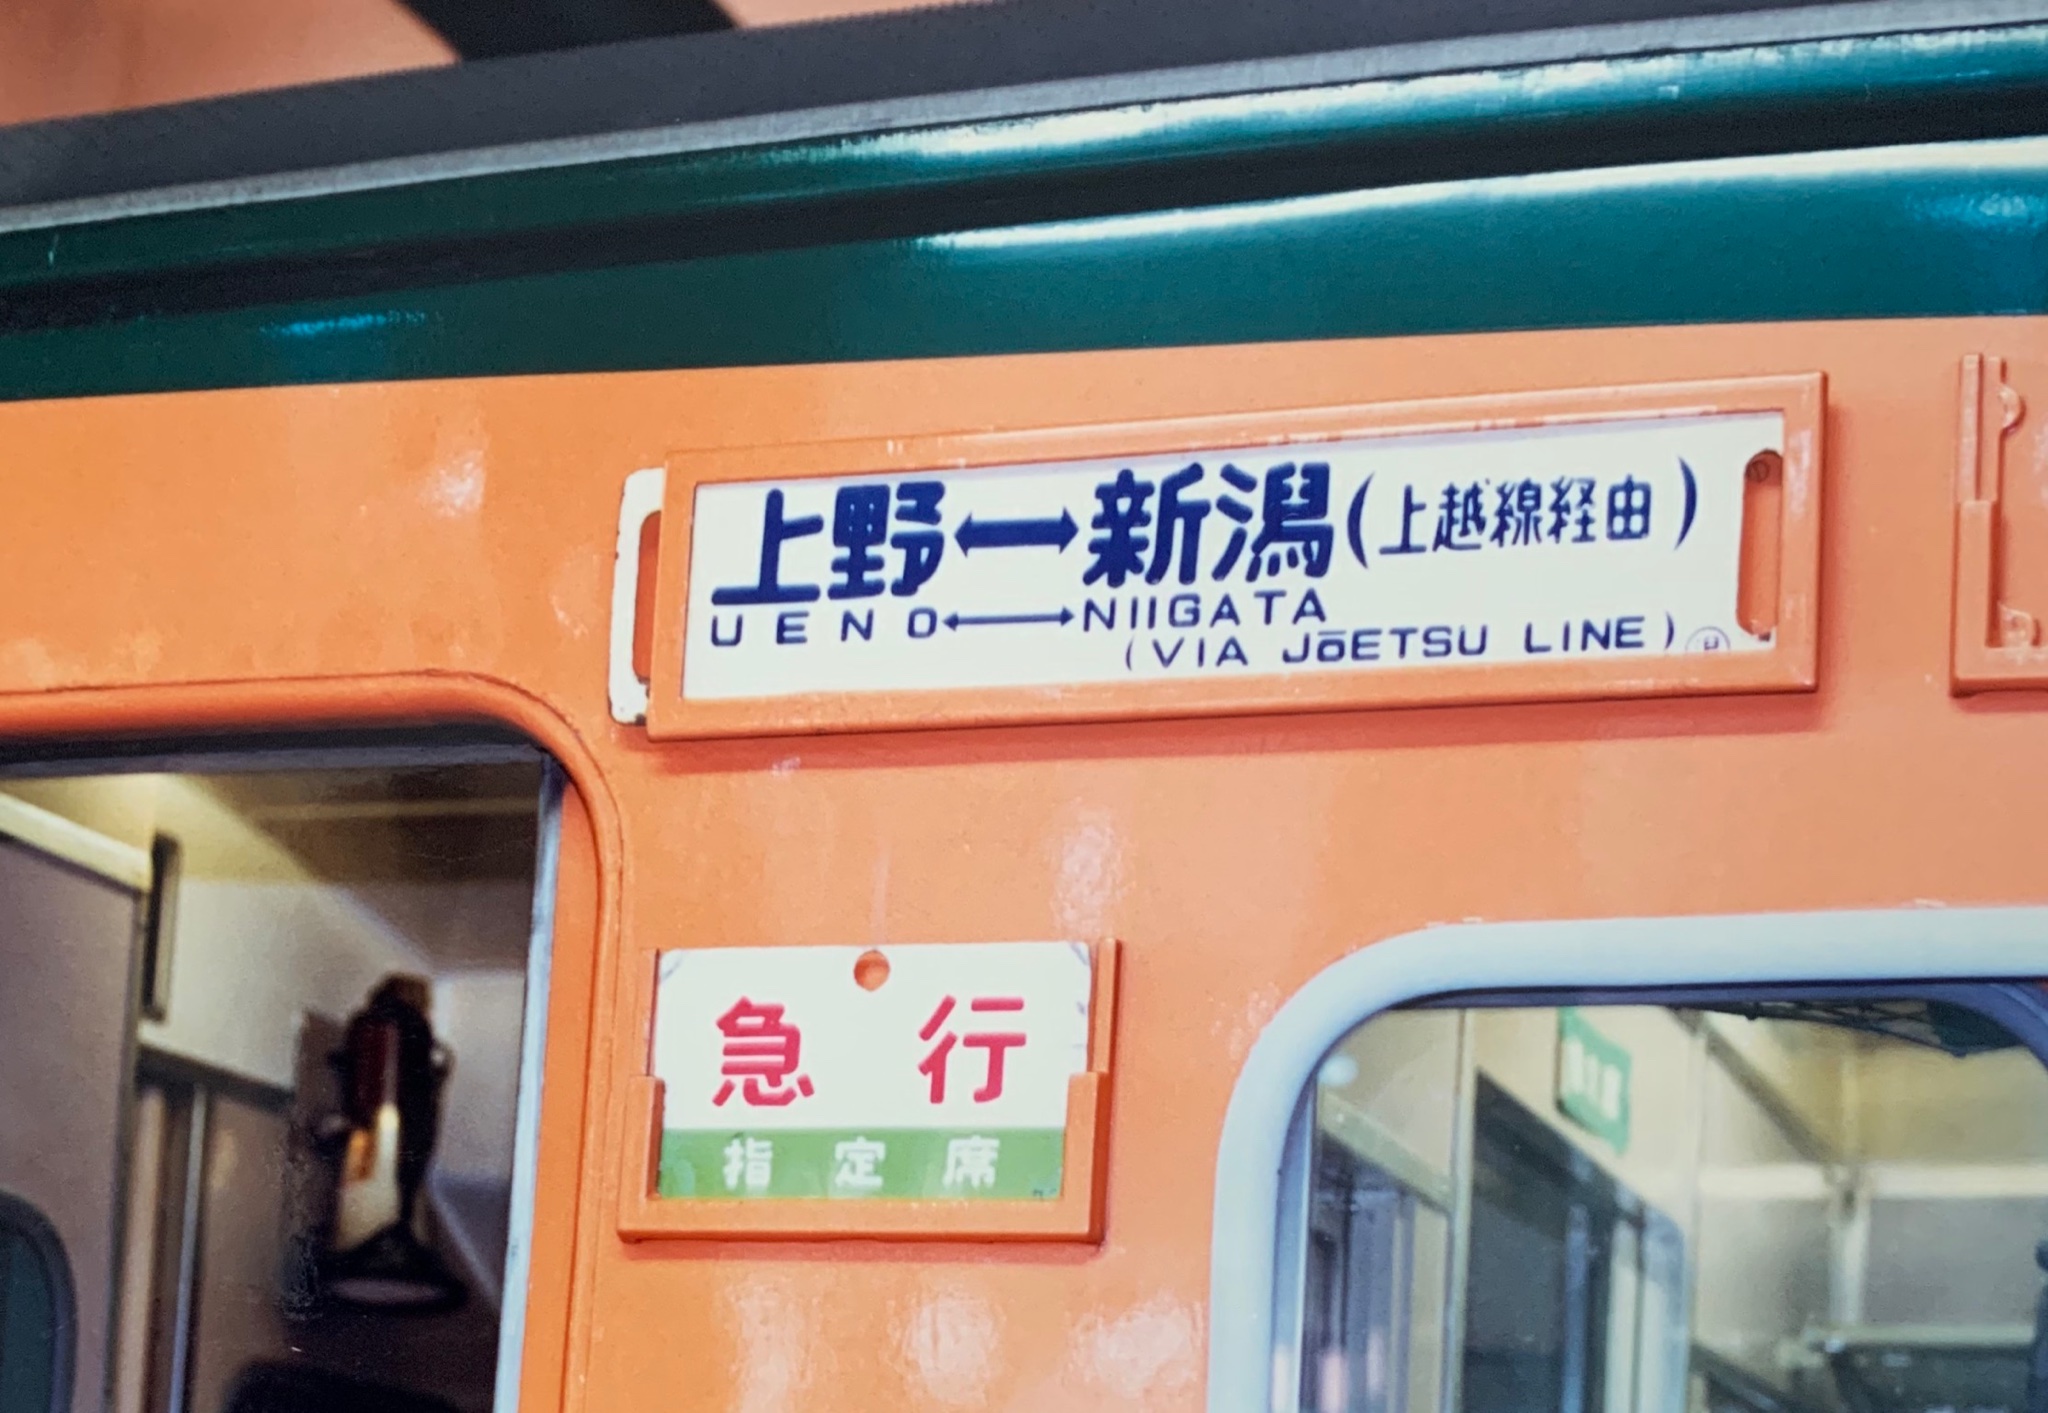 上野↔新潟(上越線経由)
UENO↔NIIGATA
(VIA JōETSU LINE)
急行
指定席